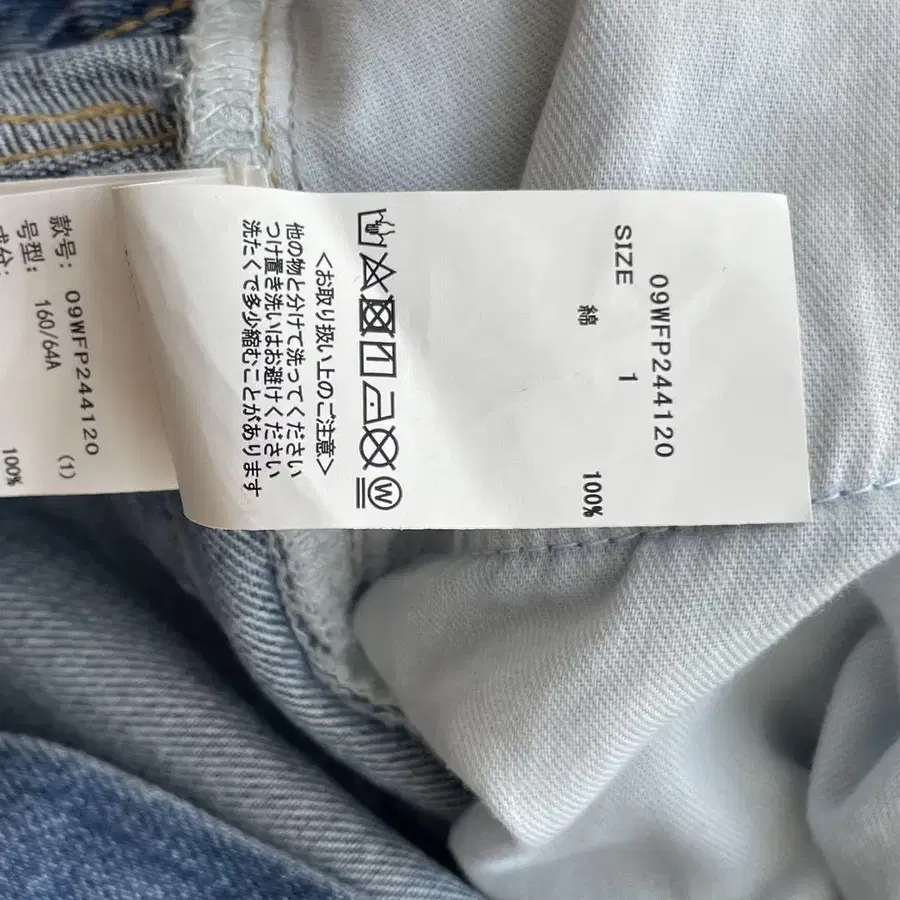 09WFP244120
SIZE 1
綿 100%
W
<お取り扱い上のご注意>
他の物と分けて洗ってください
つけ置き洗いはお避けください
洗たくで多少縮むことがあります
款号: 09WFP244120
号型: 160/64A (1)
成分: 100%